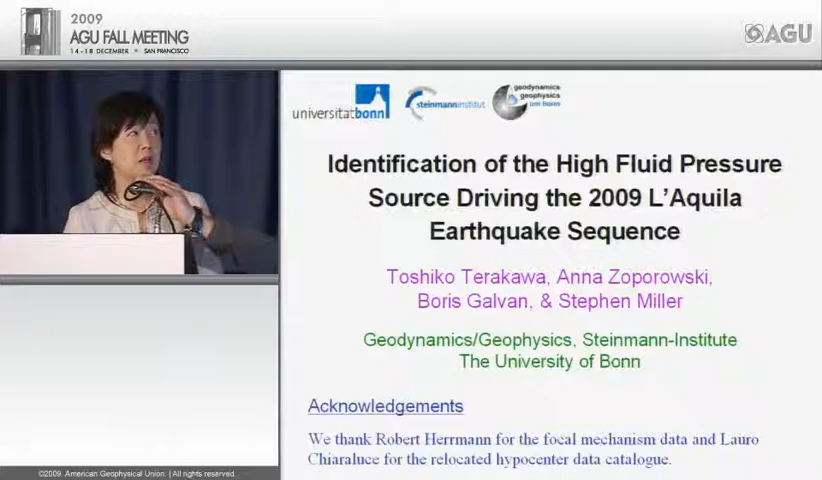 2009
AGU FALL MEETING
14-18 DECEMBER • SAN FRANCISCO
AGU
universitätbonn
steinmanninstitut
geodynamics
geophysics
uni bonn
Identification of the High Fluid Pressure
Source Driving the 2009 L'Aquila
Earthquake Sequence
Toshiko Terakawa, Anna Zoporowski,
Boris Galvan, & Stephen Miller
Geodynamics/Geophysics, Steinmann-Institute
The University of Bonn
Acknowledgements
We thank Robert Herrmann for the focal mechanism data and Lauro
Chiaraluce for the relocated hypocenter data catalogue.
©2009. American Geophysical Union. | All rights reserved.